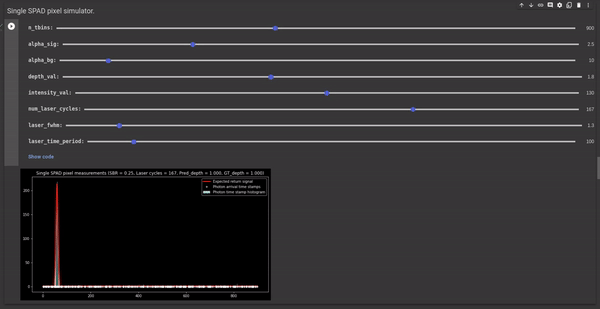 Single SPAD pixel simulator.
n_tbins: 900
alpha_sig: 2.5
alpha_bg: 10
depth_val: 1.8
intensity_val: 130
num_laser_cycles: 167
laser_fwhm: 1.3
laser_time_period: 100
Show code
Single SPAD pixel measurements (SBR = 0.25, Laser cycles = 167, Pred_depth = 1.000, GT_depth = 1.000)
Expected return signal
Photon arrival time stamps
Photon time stamp histogram
200
150
100
50
0
0 200 400 600 800